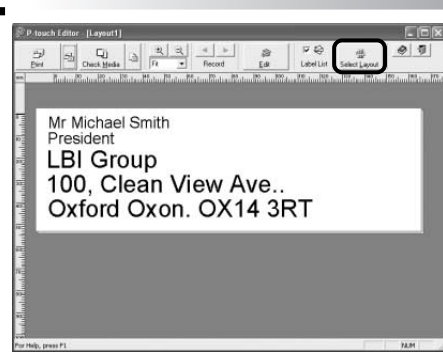 P-touch Editor - [Layout1]
Print Check Media Fit Record Edit Label List Select Layout
Mr Michael Smith
President
LBI Group
100, Clean View Ave..
Oxford Oxon. OX14 3RT
For Help, press F1 NUM